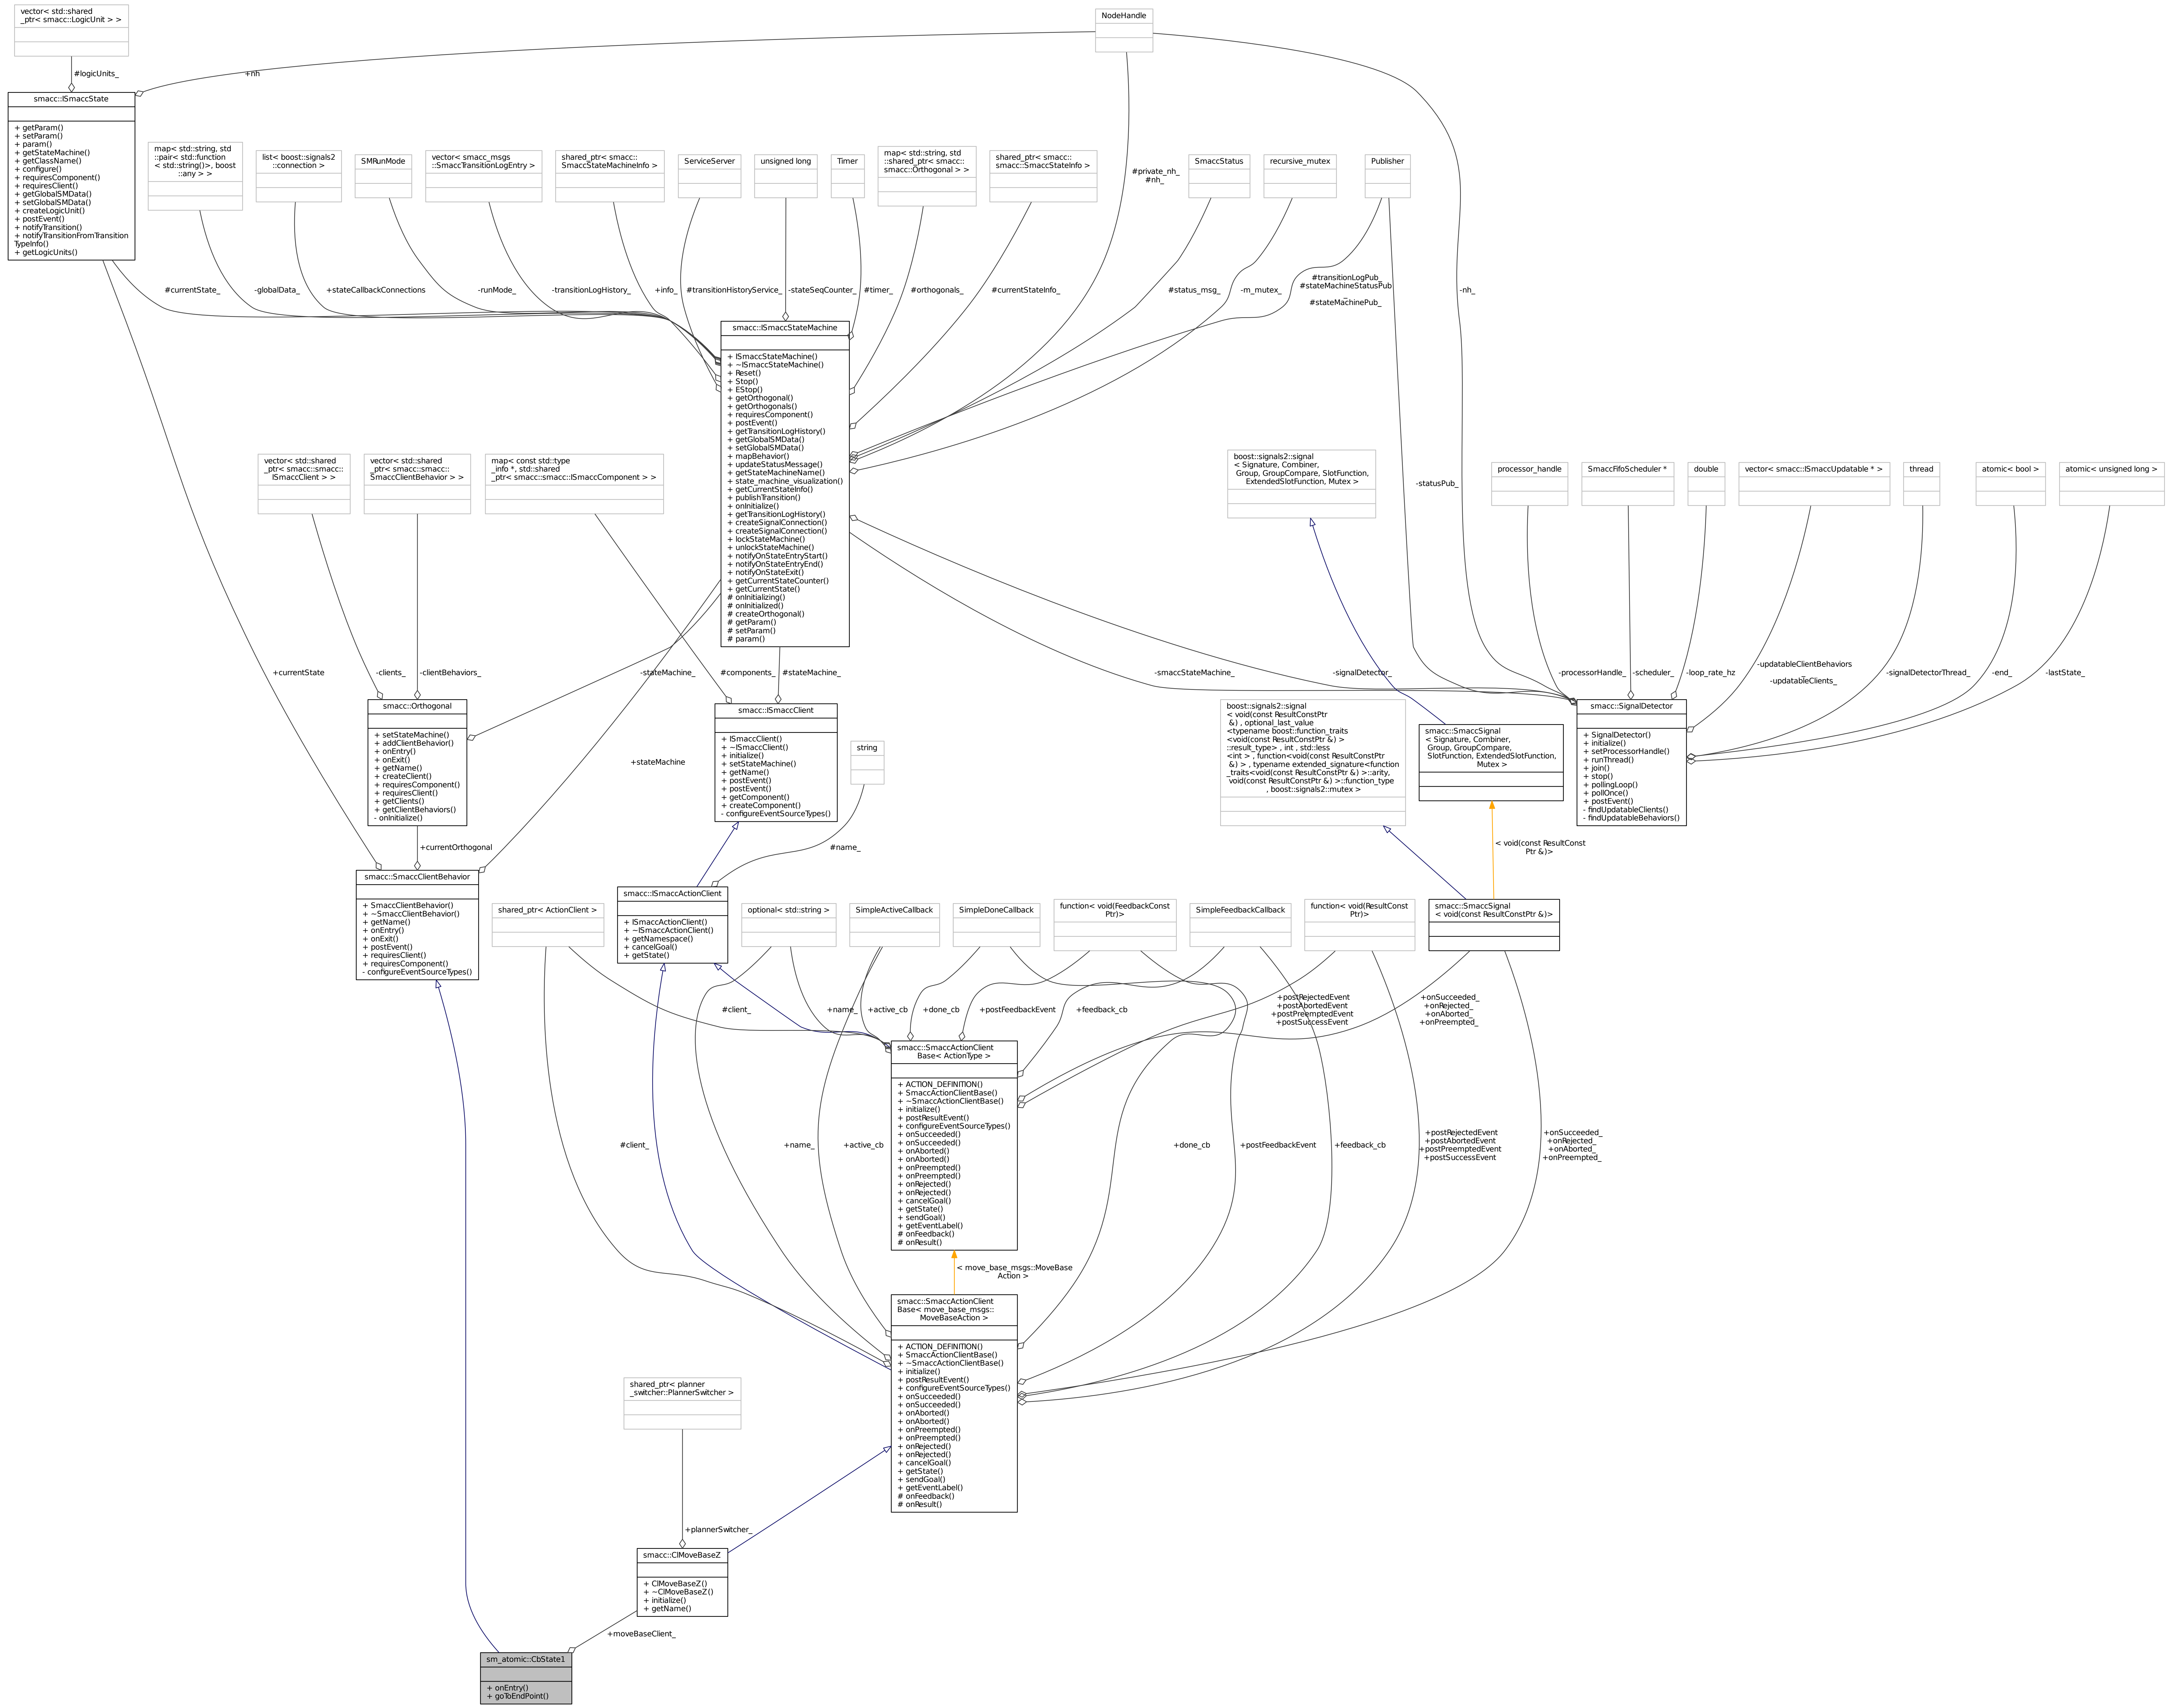 vector< std::shared
_ptr< smacc::LogicUnit > >
NodeHandle
#logicUnits_
+nh
smacc::ISmaccState
+ getParam()
+ setParam()
+ param()
+ getStateMachine()
+ getClassName()
+ configure()
+ requiresComponent()
+ requiresClient()
+ getGlobalSMData()
+ setGlobalSMData()
+ createLogicUnit()
+ postEvent()
+ notifyTransition()
+ notifyTransitionFromTransition
TypeInfo()
+ getLogicUnits()
map< std::string, std
::pair< std::function
< std::string()>, boost
::any > >
list< boost::signals2
::connection >
SMRunMode
vector< smacc_msgs
::SmaccTransitionLogEntry >
shared_ptr< smacc::
SmaccStateMachineInfo >
ServiceServer
unsigned long
Timer
map< std::string, std
::shared_ptr< smacc::
smacc::Orthogonal > >
shared_ptr< smacc::
smacc::SmaccStateInfo >
#private_nh_
#nh_
SmaccStatus
recursive_mutex
Publisher
#currentState_
-globalData_
+stateCallbackConnections
-runMode_
-transitionLogHistory_
+info_
#transitionHistoryService_
-stateSeqCounter_
#timer_
#orthogonals_
#currentStateInfo_
#status_msg_
-m_mutex_
#transitionLogPub_
#stateMachineStatusPub
_
#stateMachinePub_
-nh_
smacc::ISmaccStateMachine
+ ISmaccStateMachine()
+ ~ISmaccStateMachine()
+ Reset()
+ Stop()
+ EStop()
+ getOrthogonal()
+ getOrthogonals()
+ requiresComponent()
+ postEvent()
+ getTransitionLogHistory()
+ getGlobalSMData()
+ setGlobalSMData()
+ mapBehavior()
+ updateStatusMessage()
+ getStateMachineName()
+ state_machine_visualization()
+ getCurrentStateInfo()
+ publishTransition()
+ onInitialize()
+ getTransitionLogHistory()
+ createSignalConnection()
+ createSignalConnection()
+ lockStateMachine()
+ unlockStateMachine()
+ notifyOnStateEntryStart()
+ notifyOnStateEntryEnd()
+ notifyOnStateExit()
+ getCurrentStateCounter()
+ getCurrentState()
# onInitializing()
# onInitialized()
# createOrthogonal()
# getParam()
# setParam()
# param()
vector< std::shared
_ptr< smacc::smacc::
ISmaccClient > >
vector< std::shared
_ptr< smacc::smacc::
SmaccClientBehavior > >
map< const std::type
_info *, std::shared
_ptr< smacc::smacc::ISmaccComponent > >
boost::signals2::signal
< Signature, Combiner,
Group, GroupCompare, SlotFunction,
ExtendedSlotFunction, Mutex >
-statusPub_
processor_handle
SmaccFifoScheduler *
double
vector< smacc::ISmaccUpdatable * >
thread
atomic< bool >
atomic< unsigned long >
+currentState
-clients_
-clientBehaviors_
-stateMachine_
#components_
#stateMachine_
-smaccStateMachine_
-signalDetector_
-processorHandle_
-scheduler_
-loop_rate_hz
-updatableClientBehaviors
_
-updatableClients_
-signalDetectorThread_
-end_
-lastState_
smacc::Orthogonal
+ setStateMachine()
+ addClientBehavior()
+ onEntry()
+ onExit()
+ getName()
+ createClient()
+ requiresComponent()
+ requiresClient()
+ getClients()
+ getClientBehaviors()
- onInitialize()
+stateMachine
smacc::ISmaccClient
+ ISmaccClient()
+ ~ISmaccClient()
+ initialize()
+ setStateMachine()
+ getName()
+ postEvent()
+ postEvent()
+ getComponent()
+ createComponent()
- configureEventSourceTypes()
string
boost::signals2::signal
< void(const ResultConstPtr
&) , optional_last_value
<typename boost::function_traits
<void(const ResultConstPtr &) >
::result_type> , int , std::less
<int > , function<void(const ResultConstPtr
&) > , typename extended_signature<function
_traits<void(const ResultConstPtr &) >::arity,
void(const ResultConstPtr &) >::function_type
, boost::signals2::mutex >
smacc::SmaccSignal
< Signature, Combiner,
Group, GroupCompare,
SlotFunction, ExtendedSlotFunction,
Mutex >
smacc::SignalDetector
+ SignalDetector()
+ initialize()
+ setProcessorHandle()
+ runThread()
+ join()
+ stop()
+ pollingLoop()
+ pollOnce()
+ postEvent()
- findUpdatableClients()
- findUpdatableBehaviors()
+currentOrthogonal
#name_
< void(const ResultConst
Ptr &)>
smacc::SmaccClientBehavior
+ SmaccClientBehavior()
+ ~SmaccClientBehavior()
+ getName()
+ onEntry()
+ onExit()
+ postEvent()
+ requiresClient()
+ requiresComponent()
- configureEventSourceTypes()
shared_ptr< ActionClient >
smacc::ISmaccActionClient
+ ISmaccActionClient()
+ ~ISmaccActionClient()
+ getNamespace()
+ cancelGoal()
+ getState()
optional< std::string >
SimpleActiveCallback
SimpleDoneCallback
function< void(FeedbackConst
Ptr)>
SimpleFeedbackCallback
function< void(ResultConst
Ptr)>
smacc::SmaccSignal
< void(const ResultConstPtr &)>
#client_
+name_
+active_cb
+done_cb
+postFeedbackEvent
+feedback_cb
+postRejectedEvent
+postAbortedEvent
+postPreemptedEvent
+postSuccessEvent
+onSucceeded_
+onRejected_
+onAborted_
+onPreempted_
smacc::SmaccActionClient
Base< ActionType >
+ ACTION_DEFINITION()
+ SmaccActionClientBase()
+ ~SmaccActionClientBase()
+ initialize()
+ postResultEvent()
+ configureEventSourceTypes()
+ onSucceeded()
+ onSucceeded()
+ onAborted()
+ onAborted()
+ onPreempted()
+ onPreempted()
+ onRejected()
+ onRejected()
+ cancelGoal()
+ getState()
+ sendGoal()
+ getEventLabel()
# onFeedback()
# onResult()
#client_
+name_
+active_cb
+done_cb
+postFeedbackEvent
+feedback_cb
+postRejectedEvent
+postAbortedEvent
+postPreemptedEvent
+postSuccessEvent
+onSucceeded_
+onRejected_
+onAborted_
+onPreempted_
< move_base_msgs::MoveBase
Action >
smacc::SmaccActionClient
Base< move_base_msgs::
MoveBaseAction >
+ ACTION_DEFINITION()
+ SmaccActionClientBase()
+ ~SmaccActionClientBase()
+ initialize()
+ postResultEvent()
+ configureEventSourceTypes()
+ onSucceeded()
+ onSucceeded()
+ onAborted()
+ onAborted()
+ onPreempted()
+ onPreempted()
+ onRejected()
+ onRejected()
+ cancelGoal()
+ getState()
+ sendGoal()
+ getEventLabel()
# onFeedback()
# onResult()
shared_ptr< planner
_switcher::PlannerSwitcher >
+plannerSwitcher_
smacc::ClMoveBaseZ
+ ClMoveBaseZ()
+ ~ClMoveBaseZ()
+ initialize()
+ getName()
+moveBaseClient_
sm_atomic::CbState1
+ onEntry()
+ goToEndPoint()